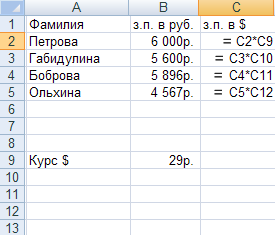 A B C
1 Фамилия з.п. в руб. з.п. в $
2 Петрова 6 000р. = C2*C9
3 Габидулина 5 600р. = C3*C10
4 Боброва 5 896р. = C4*C11
5 Ольхина 4 567р. = C5*C12
6
7
8
9 Курс $ 29р.
10
11
12
13